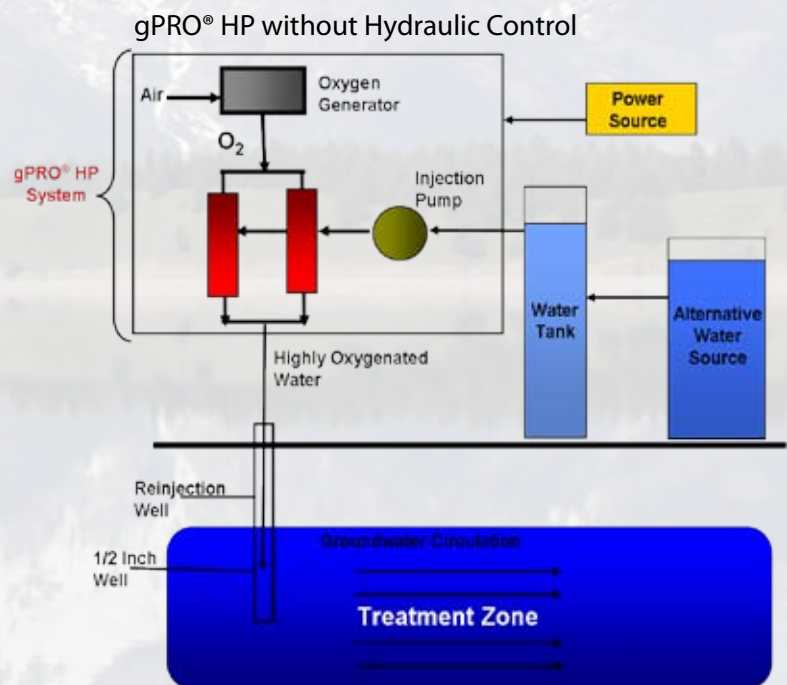 gPRO® HP without Hydraulic Control
Air
Oxygen
Generator
Power
Source
O₂
gPRO® HP
System
Injection
Pump
Water
Tank
Alternative
Water
Source
Highly Oxygenated
Water
Reinjection
Well
Groundwater Circulation
1/2 Inch
Well
Treatment Zone